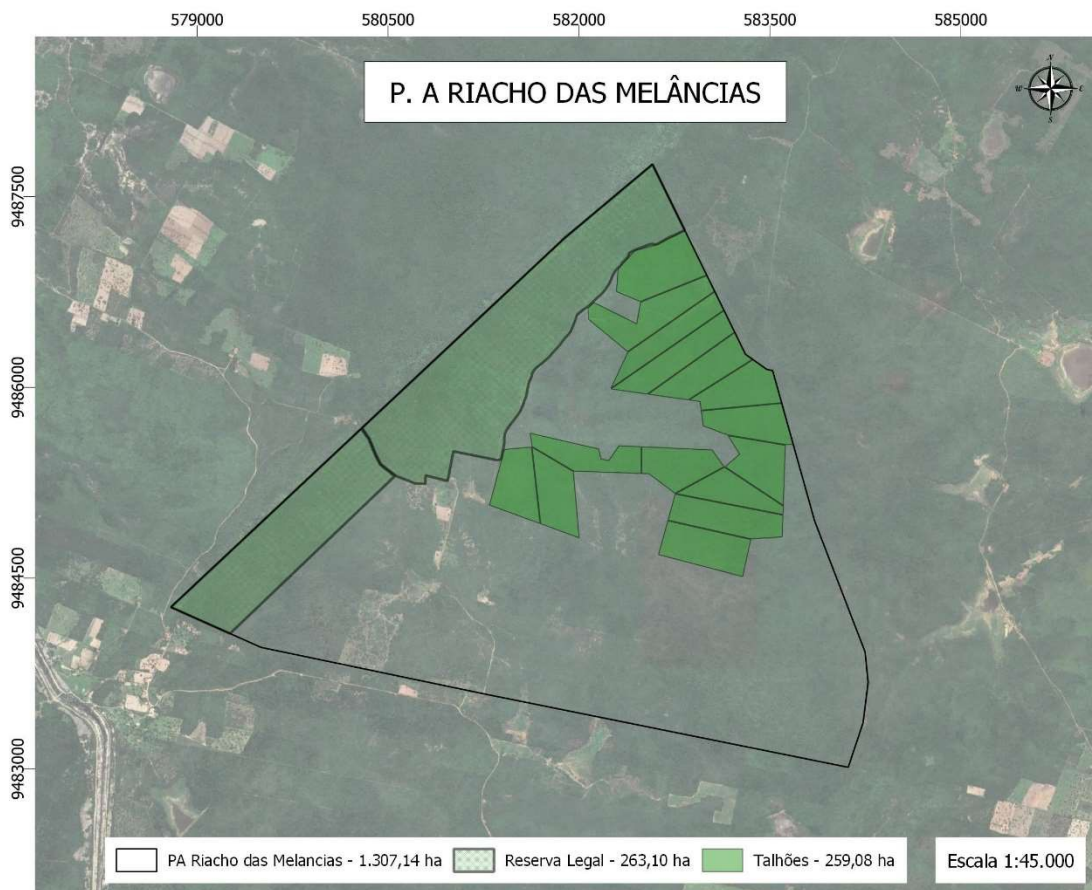 579000 580500 582000 583500 585000
P. A RIACHO DAS MELÂNCIAS
N
W E
S
9487500
9486000
9484500
9483000
PA Riacho das Melancias - 1.307,14 ha Reserva Legal - 263,10 ha Talhões - 259,08 ha Escala 1:45.000